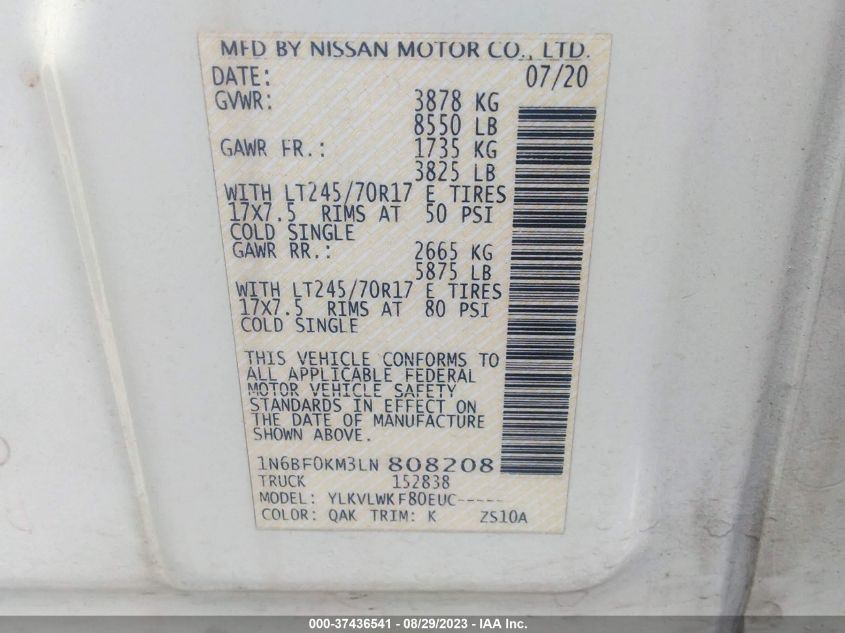 MFD BY NISSAN MOTOR CO., LTD.
DATE: 07/20
GVWR: 3878 KG
8550 LB
GAWR FR.: 1735 KG
3825 LB
WITH LT245/70R17 E TIRES
17X7.5 RIMS AT 50 PSI
COLD SINGLE
GAWR RR.: 2665 KG
5875 LB
WITH LT245/70R17 E TIRES
17X7.5 RIMS AT 80 PSI
COLD SINGLE
THIS VEHICLE CONFORMS TO
ALL APPLICABLE FEDERAL
MOTOR VEHICLE SAFETY
STANDARDS IN EFFECT ON
THE DATE OF MANUFACTURE
SHOWN ABOVE.
1N6BF0KM3LN 808208
TRUCK 152838
MODEL: YLKVLWKF80EUC-----
COLOR: QAK TRIM: K ZS10A
000-37436541 - 08/29/2023 - IAA Inc.